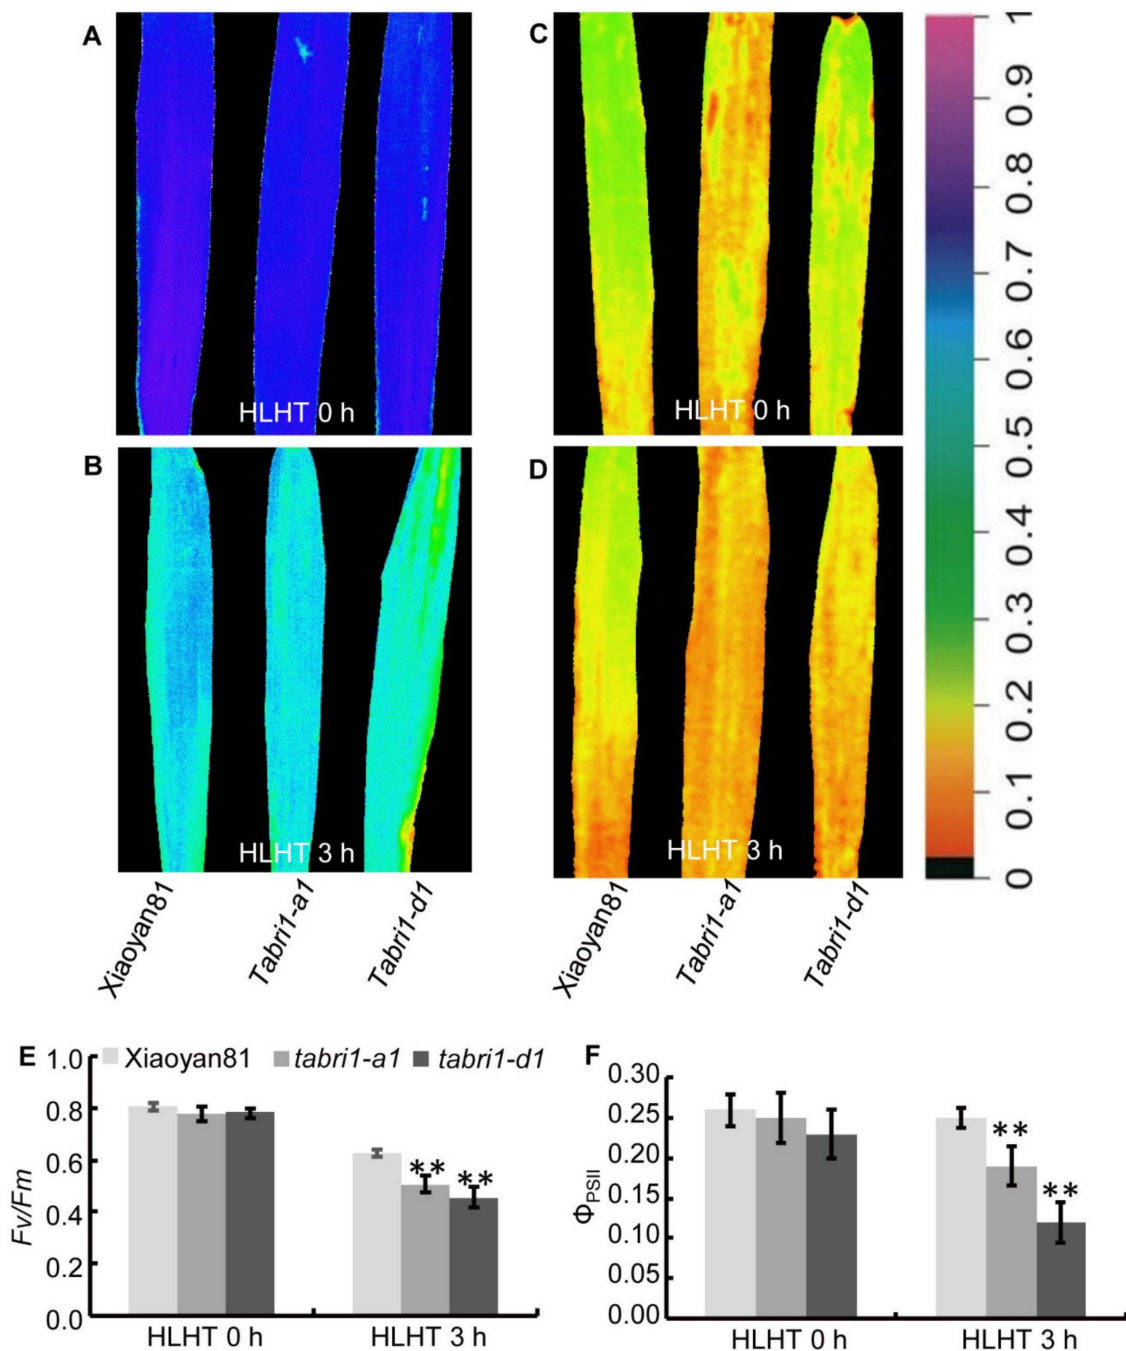 A
C
HLHT 0 h
HLHT 0 h
B
D
HLHT 3 h
HLHT 3 h
1
0.9
0.8
0.7
0.6
0.5
0.4
0.3
0.2
0.1
0
Xiaoyan81
Tabri1-a1
Tabri1-d1
Xiaoyan81
Tabri1-a1
Tabri1-d1
E
Xiaoyan81 tabri1-a1 tabri1-d1
1.0
0.8
0.6
0.4
0.2
0.0
Fv/Fm
** **
HLHT 0 h HLHT 3 h
F
0.30
0.25
0.20
0.15
0.10
0.05
0.00
ΦPSII
**
**
HLHT 0 h HLHT 3 h